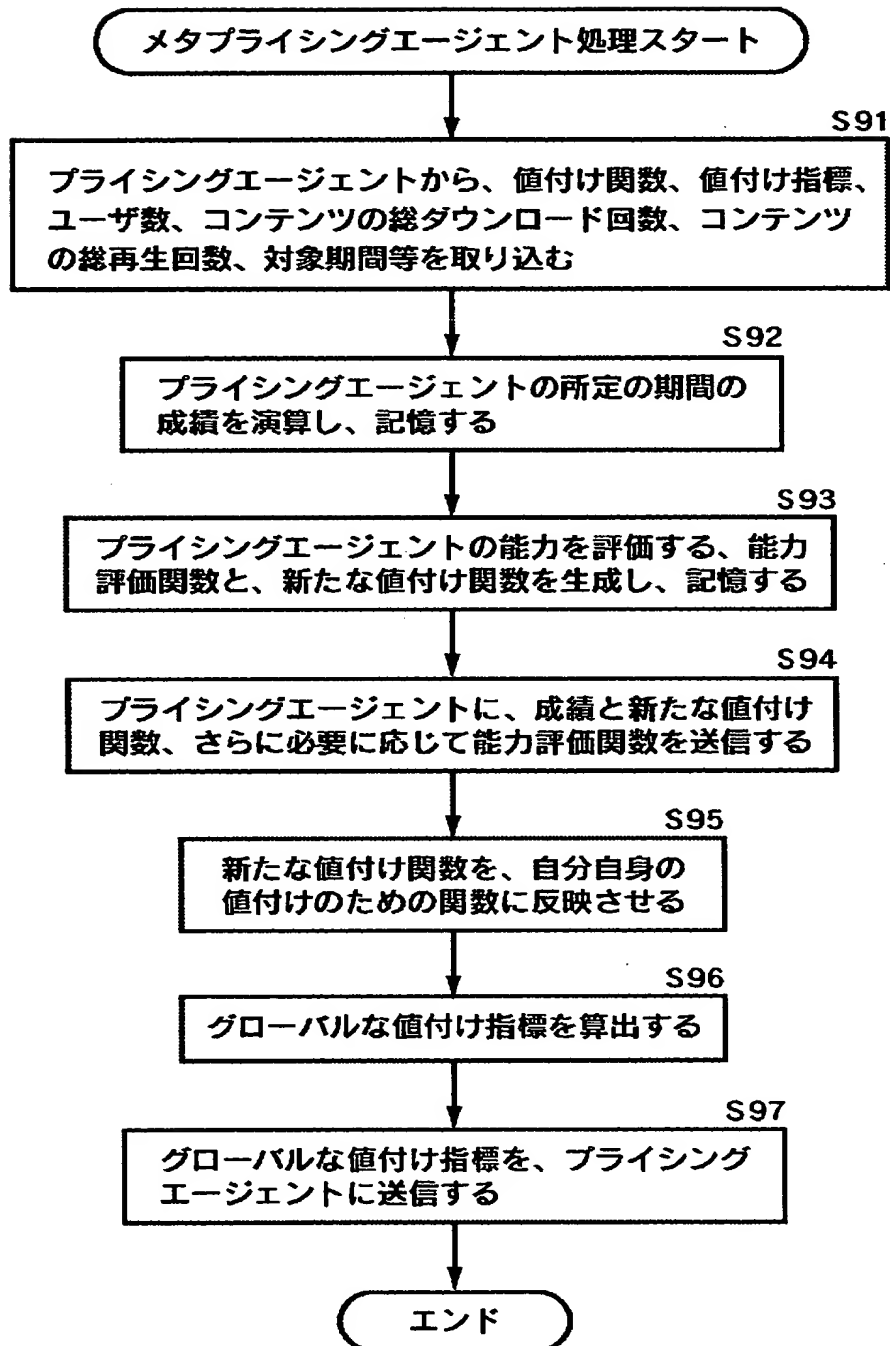 メタプライシングエージェント処理スタート
S91
プライシングエージェントから、値付け関数、値付け指標、
ユーザ数、コンテンツの総ダウンロード回数、コンテンツ
の総再生回数、対象期間等を取り込む
S92
プライシングエージェントの所定の期間の
成績を演算し、記憶する
S93
プライシングエージェントの能力を評価する、能力
評価関数と、新たな値付け関数を生成し、記憶する
S94
プライシングエージェントに、成績と新たな値付け
関数、さらに必要に応じて能力評価関数を送信する
S95
新たな値付け関数を、自分自身の
値付けのための関数に反映させる
S96
グローバルな値付け指標を算出する
S97
グローバルな値付け指標を、プライシング
エージェントに送信する
エンド